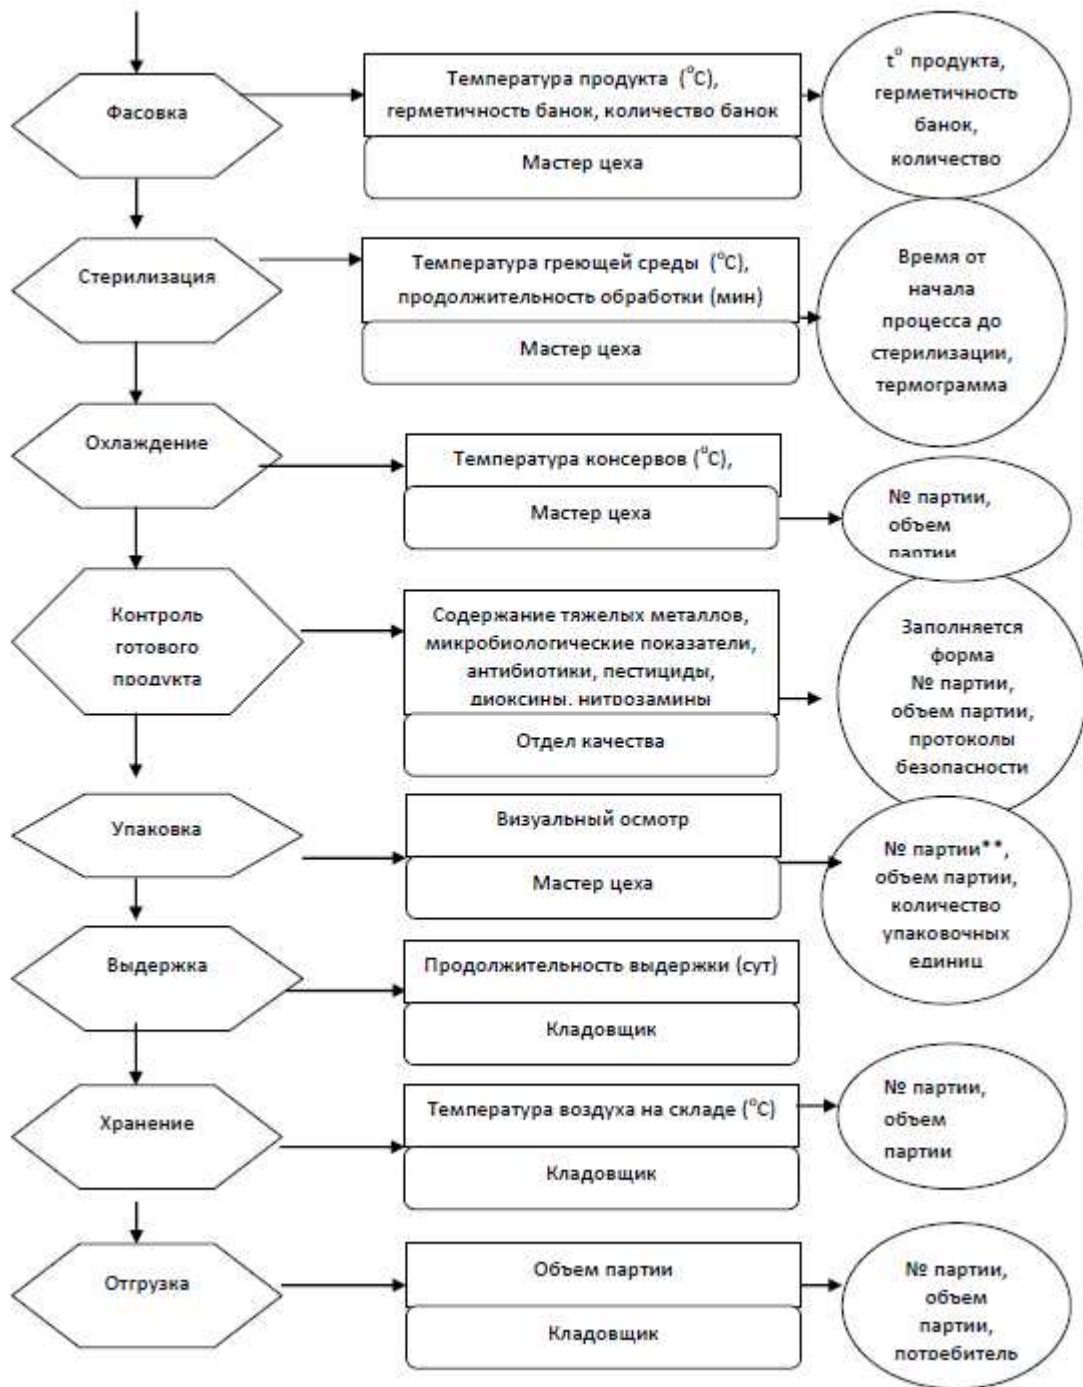 Фасовка
Температура продукта (°C),
герметичность банок, количество банок
Мастер цеха
t° продукта,
герметичность
банок,
количество
Стерилизация
Температура греющей среды (°C),
продолжительность обработки (мин)
Мастер цеха
Время от
начала
процесса до
стерилизации,
термограмма
Охлаждение
Температура консервов (°C),
Мастер цеха
№ партии,
объем
партии
Контроль
готового
продукта
Содержание тяжелых металлов,
микробиологические показатели,
антибиотики, пестициды,
диоксины, нитрозамины
Отдел качества
Заполняется
форма
№ партии,
объем партии,
протоколы
безопасности
Упаковка
Визуальный осмотр
Мастер цеха
№ партии**,
объем партии,
количество
упаковочных
единиц
Выдержка
Продолжительность выдержки (сут)
Кладовщик
Хранение
Температура воздуха на складе (°C)
Кладовщик
№ партии,
объем
партии
Отгрузка
Объем партии
Кладовщик
№ партии,
объем
партии,
потребитель